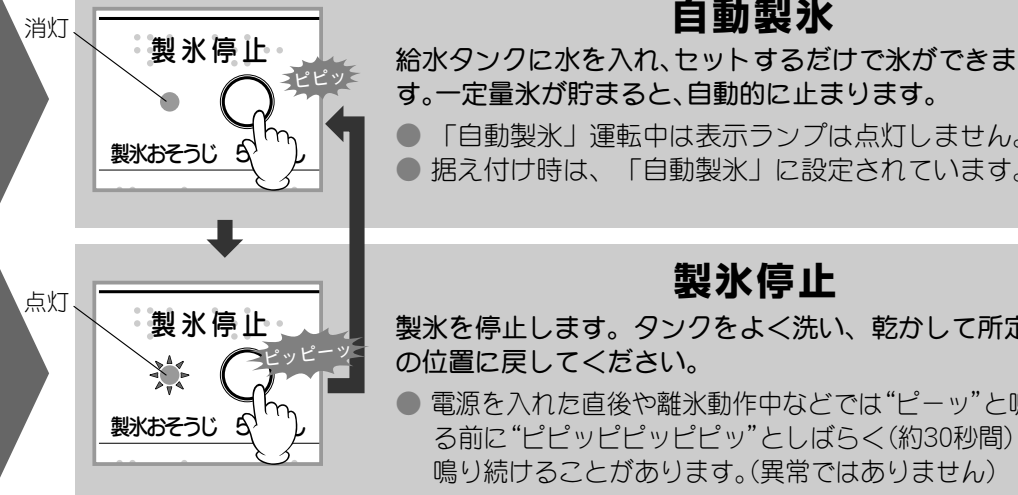 消灯
製氷停止
ピピッ
製氷おそうじ 5
自動製氷
給水タンクに水を入れ、セットするだけで氷ができま
す。一定量氷が貯まると、自動的に止まります。
● 「自動製氷」運転中は表示ランプは点灯しません。
● 据え付け時は、「自動製氷」に設定されています。
点灯
製氷停止
ピッピーッ
製氷おそうじ 5
製氷停止
製氷を停止します。タンクをよく洗い、乾かして所定
の位置に戻してください。
● 電源を入れた直後や離氷動作中などでは“ピーッ”と鳴
る前に“ピピッピピッピピッ”としばらく(約30秒間)
鳴り続けることがあります。(異常ではありません)